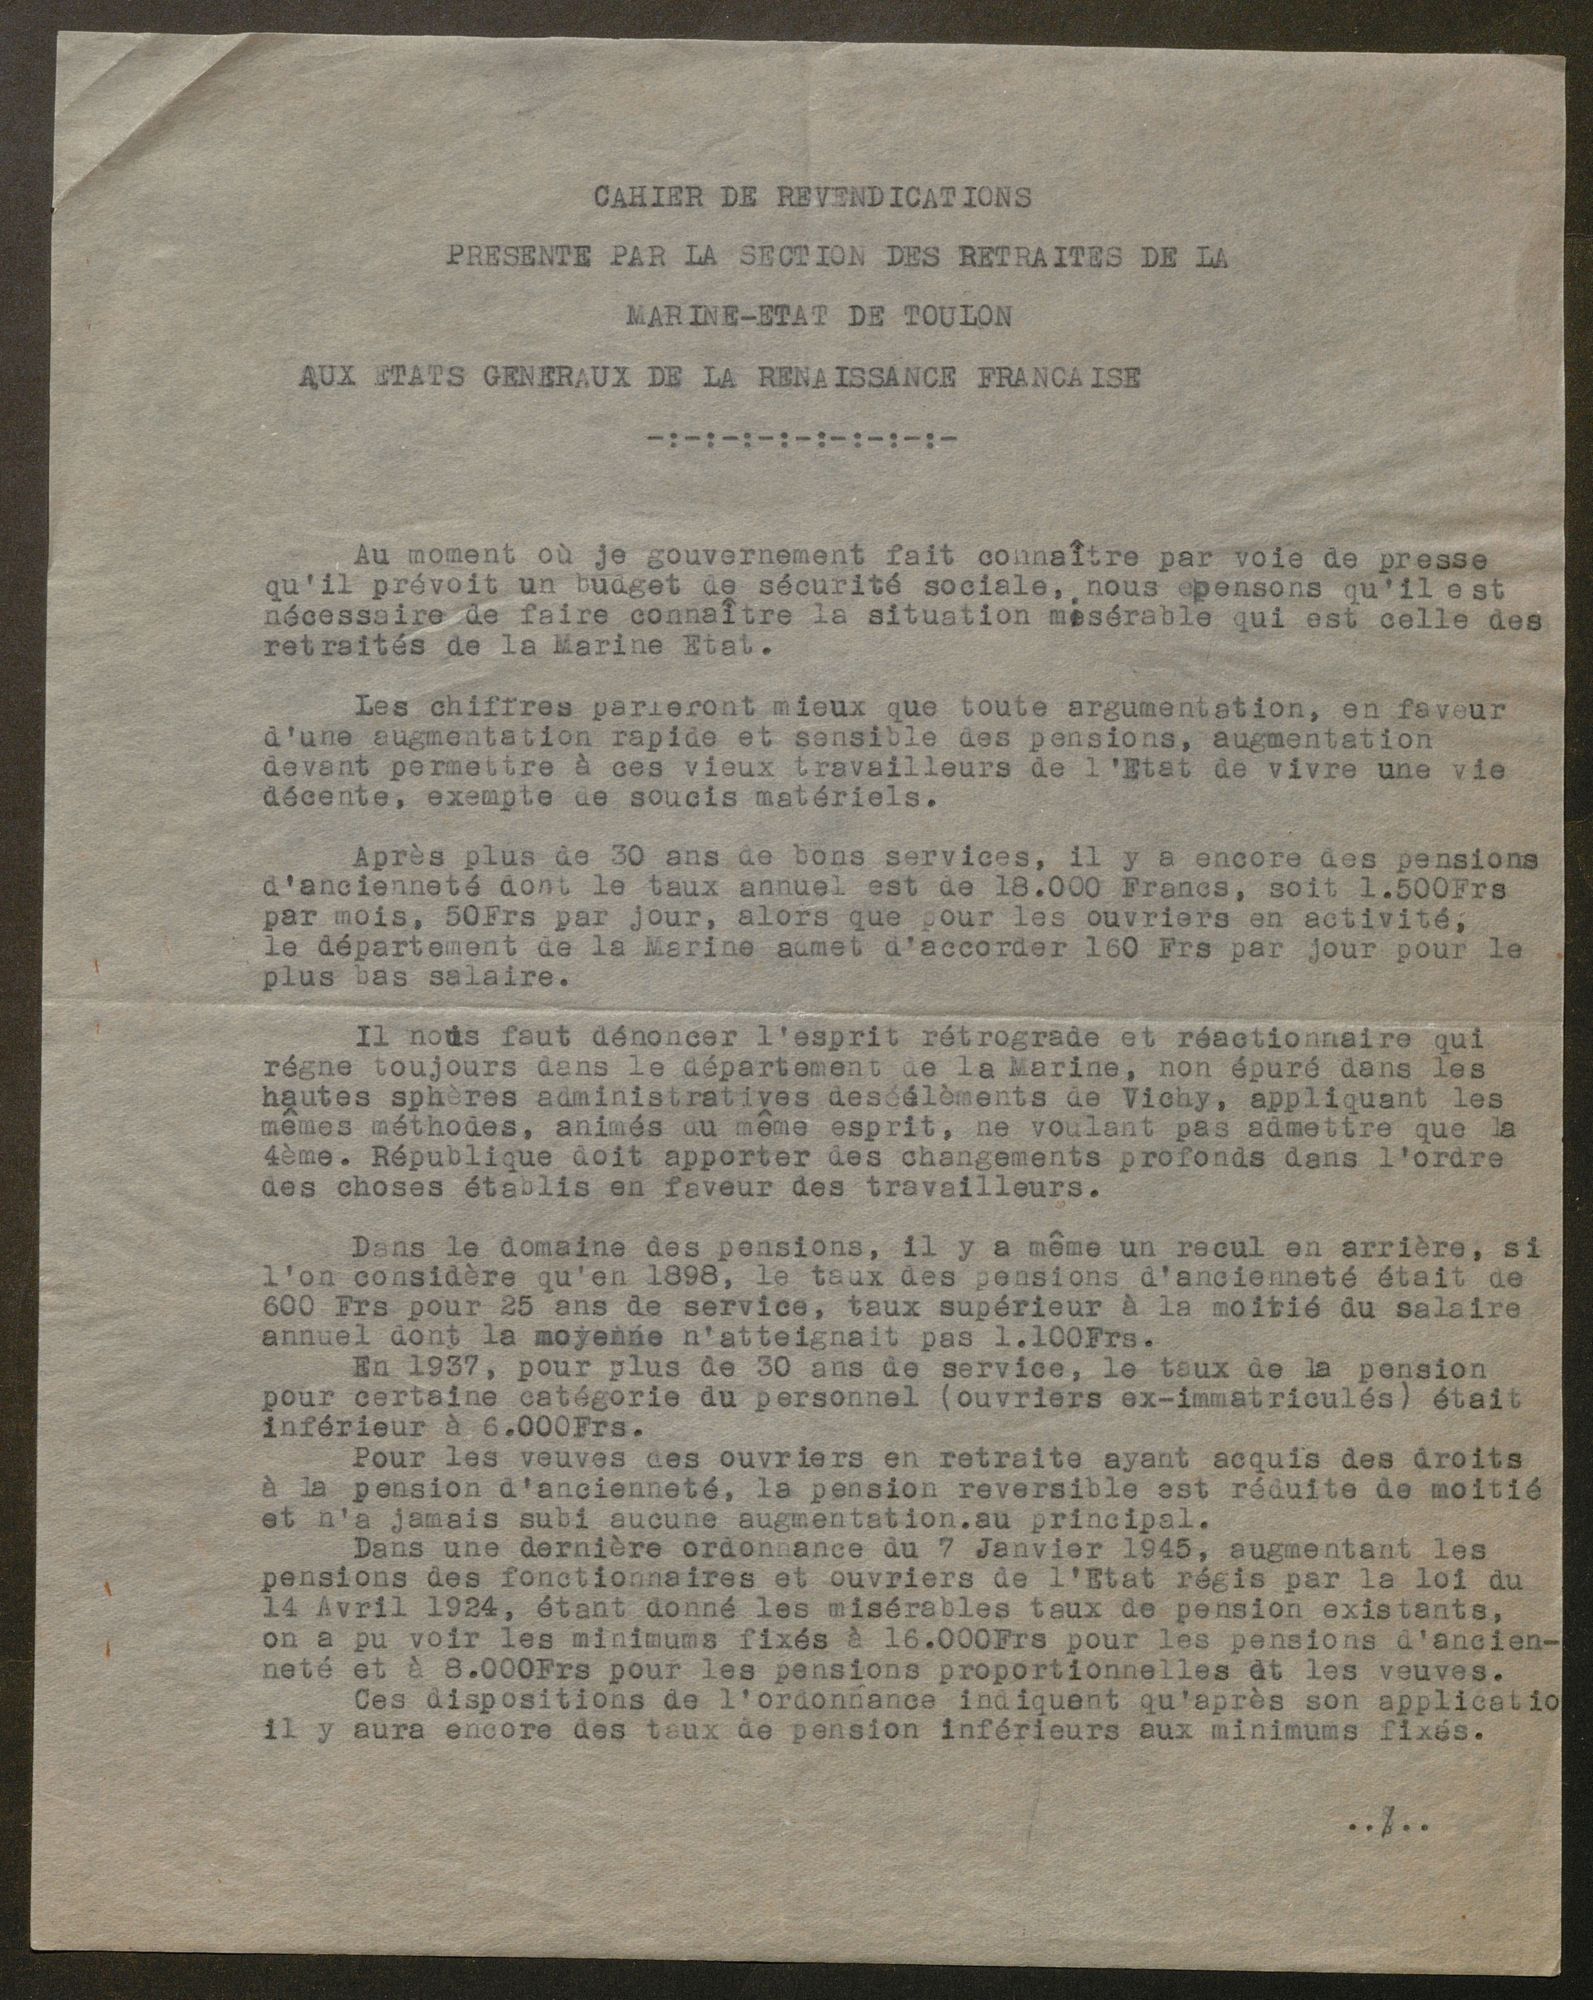 CAHIER DE REVENDICATIONS
PRESENTE PAR LA SECTION DES RETRAITES DE LA
MARINE-ETAT DE TOULON
AUX ETATS GENERAUX DE LA RENAISSANCE FRANCAISE
-:-:-:-:-:-:-:-:-
Au moment où je gouvernement fait connaître par voie de presse
qu'il prévoit un budget de sécurité sociale, nous epensons qu'il est
nécessaire de faire connaître la situation misérable qui est celle des
retraités de la Marine Etat.
Les chiffres parleront mieux que toute argumentation, en faveur
d'une augmentation rapide et sensible des pensions, augmentation
devant permettre à ces vieux travailleurs de l'Etat de vivre une vie
décente, exempte de soucis matériels.
Après plus de 30 ans de bons services, il y a encore des pensions
d'ancienneté dont le taux annuel est de 18.000 Francs, soit 1.500Frs
par mois, 50Frs par jour, alors que pour les ouvriers en activité,
le département de la Marine admet d'accorder 160 Frs par jour pour le
plus bas salaire.
Il nous faut dénoncer l'esprit rétrograde et réactionnaire qui
régne toujours dans le département de la Marine, non épuré dans les
hautes sphères administratives des élèments de Vichy, appliquant les
mêmes méthodes, animés du même esprit, ne voulant pas admettre que la
4ème. République doit apporter des changements profonds dans l'ordre
des choses établis en faveur des travailleurs.
Dans le domaine des pensions, il y a même un recul en arrière, si
l'on considère qu'en 1898, le taux des pensions d'ancienneté était de
600 Frs pour 25 ans de service, taux supérieur à la moitié du salaire
annuel dont la moyenne n'atteignait pas 1.100Frs.
En 1937, pour plus de 30 ans de service, le taux de la pension
pour certaine catégorie du personnel (ouvriers ex-immatriculés) était
inférieur à 6.000Frs.
Pour les veuves des ouvriers en retraite ayant acquis des droits
à la pension d'ancienneté, la pension reversible est réduite de moitié
et n'a jamais subi aucune augmentation.au principal.
Dans une dernière ordonnance du 7 Janvier 1945, augmentant les
pensions des fonctionnaires et ouvriers de l'Etat régis par la loi du
14 Avril 1924, étant donné les misérables taux de pension existants,
on a pu voir les minimums fixés à 16.000Frs pour les pensions d'ancien-
neté et à 8.000Frs pour les pensions proportionnelles et les veuves.
Ces dispositions de l'ordonnance indiquent qu'après son applicatio
il y aura encore des taux de pension inférieurs aux minimums fixés.
../..